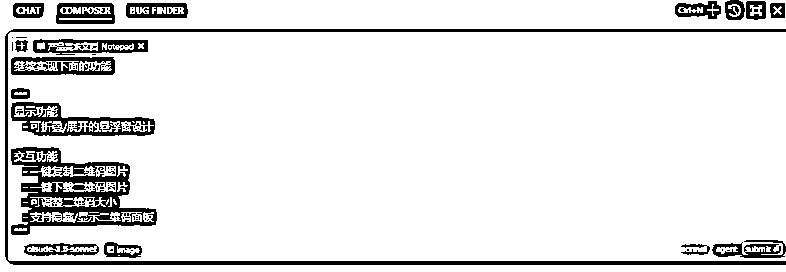 CHAT COMPOSER BUG FINDER Ctrl+N
产品需求文档 Notepad ×
继续实现下面的功能
---
显示功能
- 可折叠/展开的悬浮窗设计
交互功能
- 一键复制二维码图片
- 一键下载二维码图片
- 可调整二维码大小
- 支持隐藏/显示二维码面板
---
claude-3.5-sonnet image normal agent submit